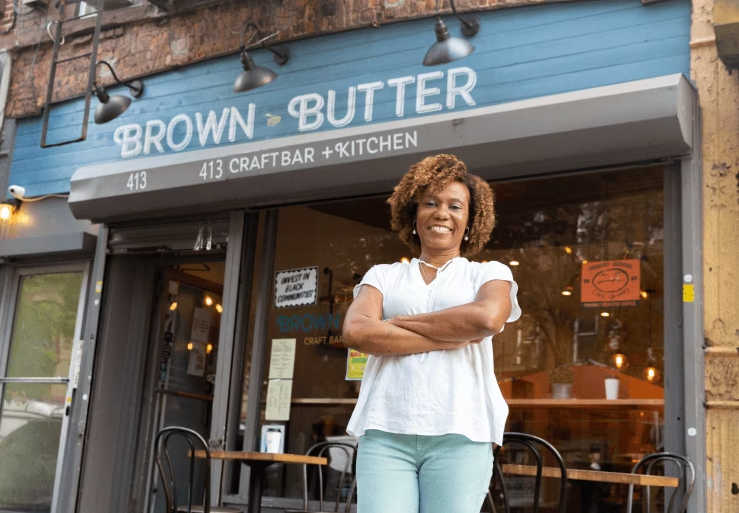 BROWN BUTTER
413
413 CRAFTBAR + KITCHEN
INVEST IN
BLACK
COMMUNITIES
BROWN
CRAFT BAR